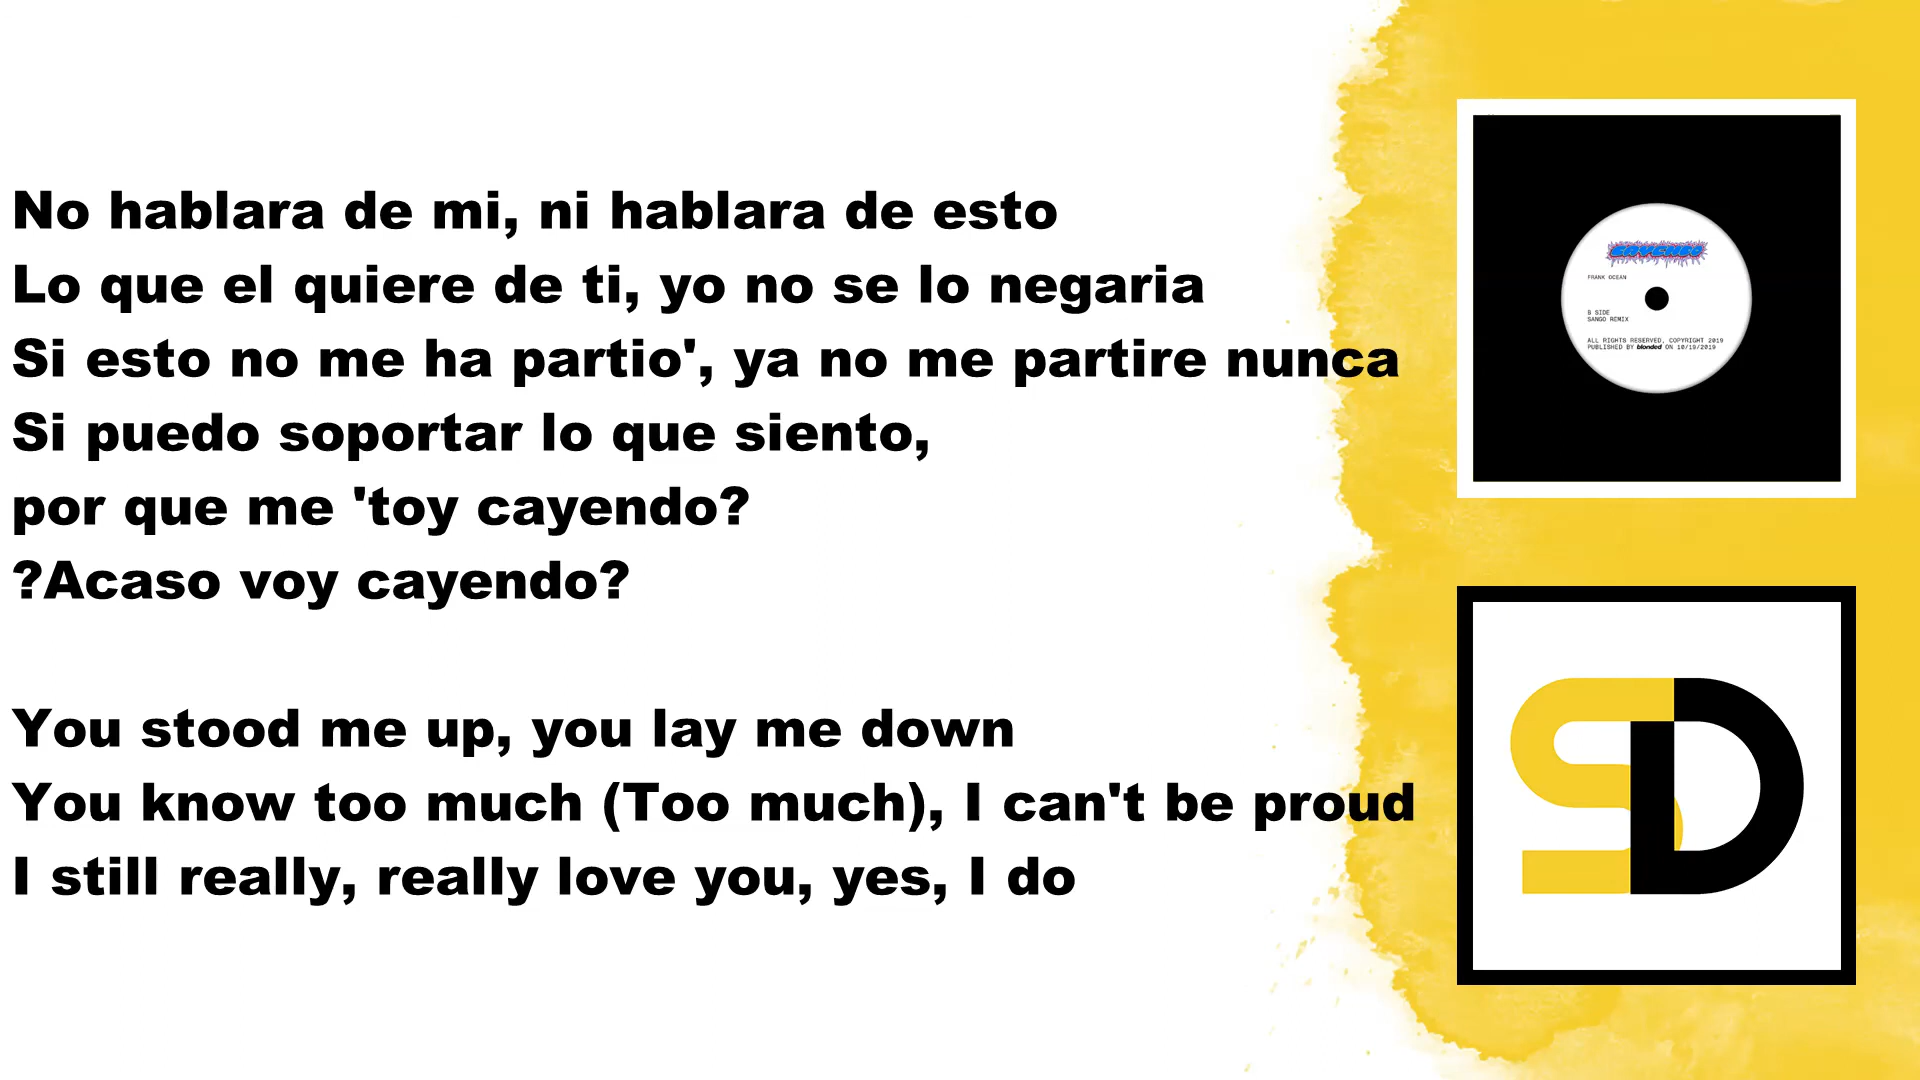 No hablara de mi, ni hablara de esto
Lo que el quiere de ti, yo no se lo negaria
Si esto no me ha partio', ya no me partire nunca
Si puedo soportar lo que siento,
por que me 'toy cayendo?
?Acaso voy cayendo?
You stood me up, you lay me down
You know too much (Too much), I can't be proud
I still really, really love you, yes, I do
CAYENDO
FRANK OCEAN
B SIDE
SANGO REMIX
ALL RIGHTS RESERVED, COPYRIGHT 2019
PUBLISHED BY blonded ON 10/19/2019
SD